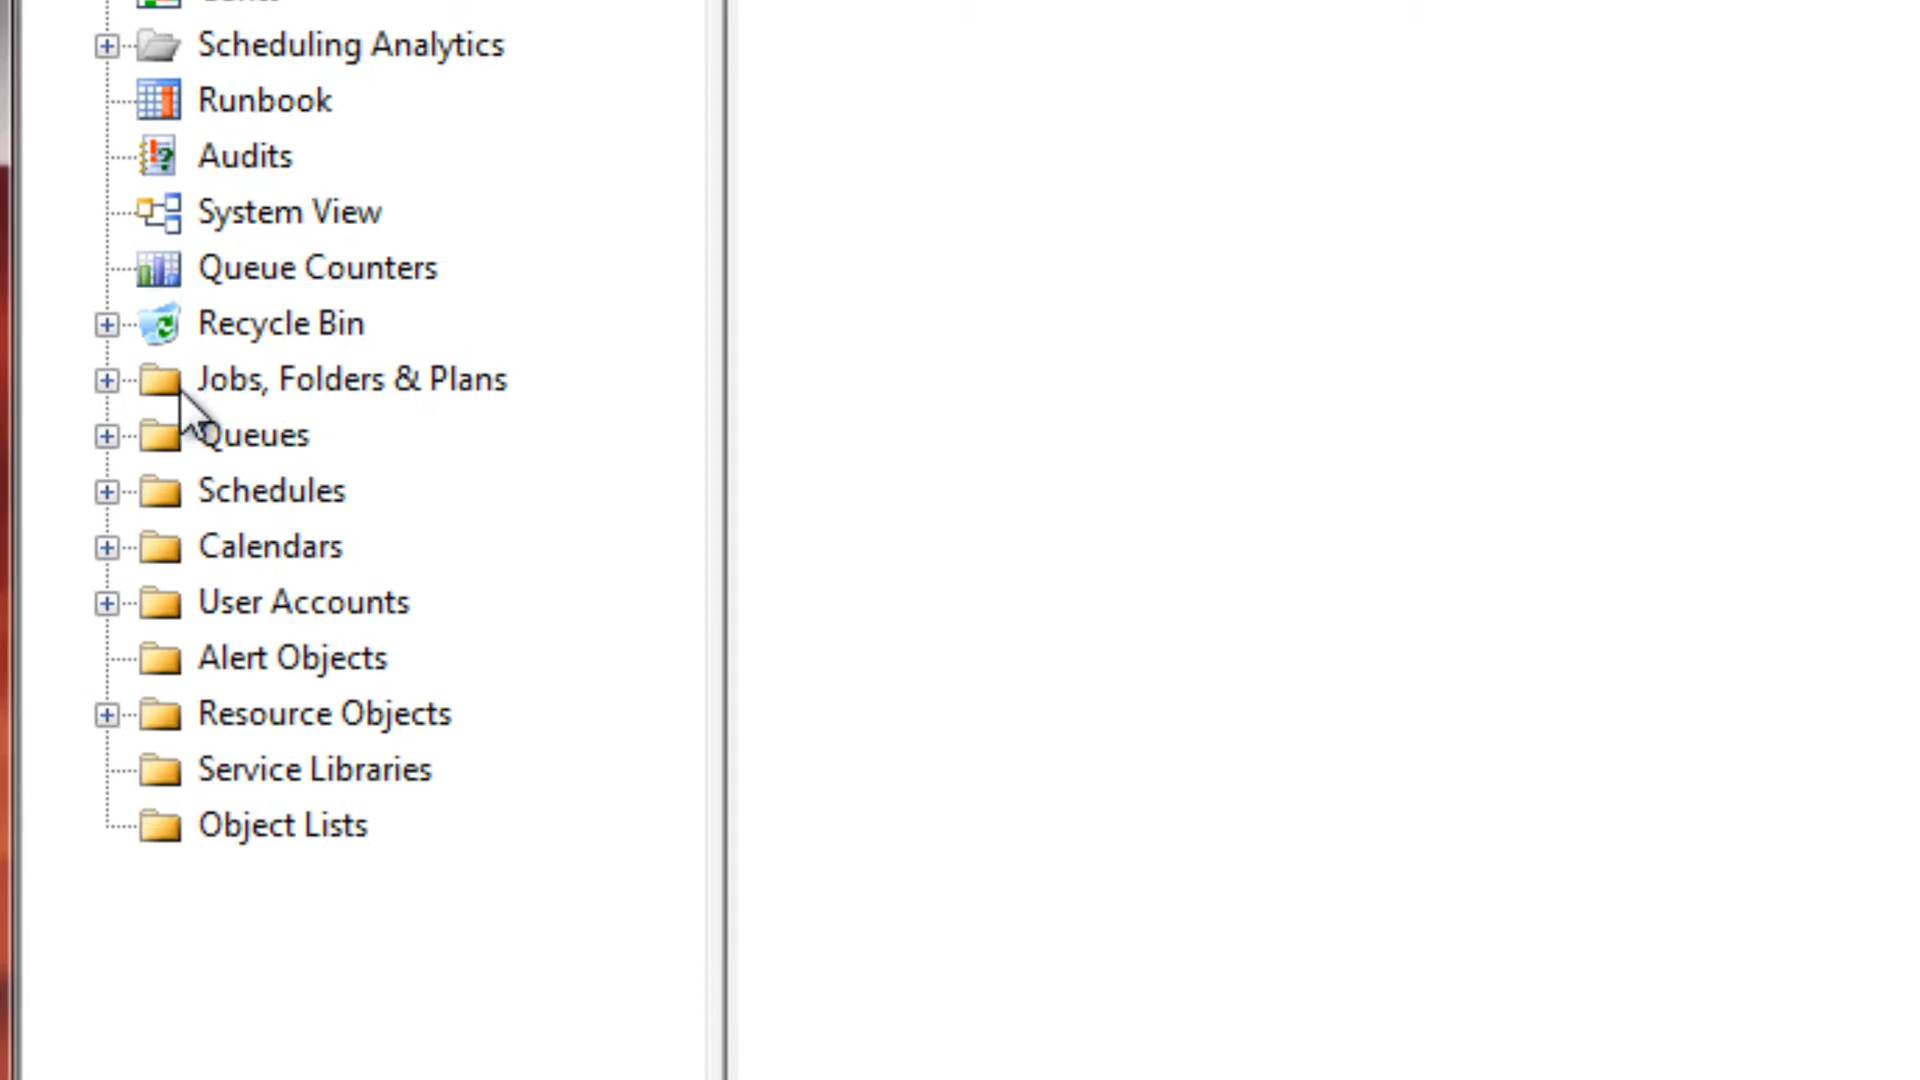 Scheduling Analytics
Runbook
Audits
System View
Queue Counters
Recycle Bin
Jobs, Folders & Plans
Queues
Schedules
Calendars
User Accounts
Alert Objects
Resource Objects
Service Libraries
Object Lists